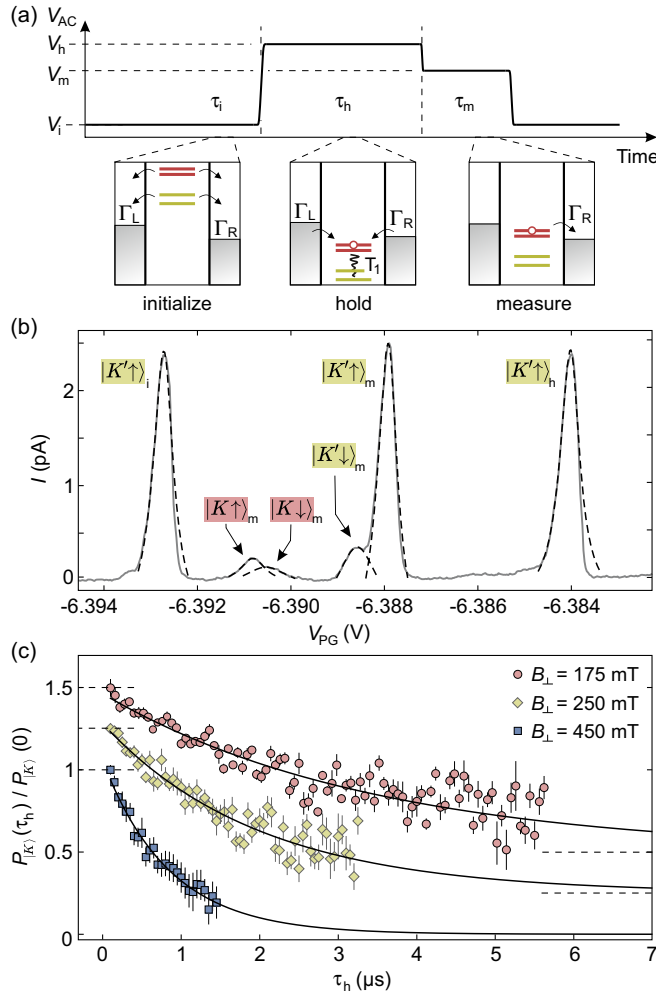 (a)
V_AC
V_h
V_m
V_i
τ_i
τ_h
τ_m
Time
Γ_L
Γ_R
Γ_L
Γ_R
T_1
Γ_R
initialize
hold
measure
(b)
|K'↑⟩_i
|K'↑⟩_m
|K'↑⟩_h
|K'↓⟩_m
|K↑⟩_m
|K↓⟩_m
I (pA)
2
1
0
-6.394
-6.392
-6.390
-6.388
-6.386
-6.384
V_PG (V)
(c)
B_⊥ = 175 mT
B_⊥ = 250 mT
B_⊥ = 450 mT
P_|K⟩(τ_h) / P_|K⟩(0)
1.5
1
0.5
0
0
1
2
3
4
5
6
7
τ_h (μs)